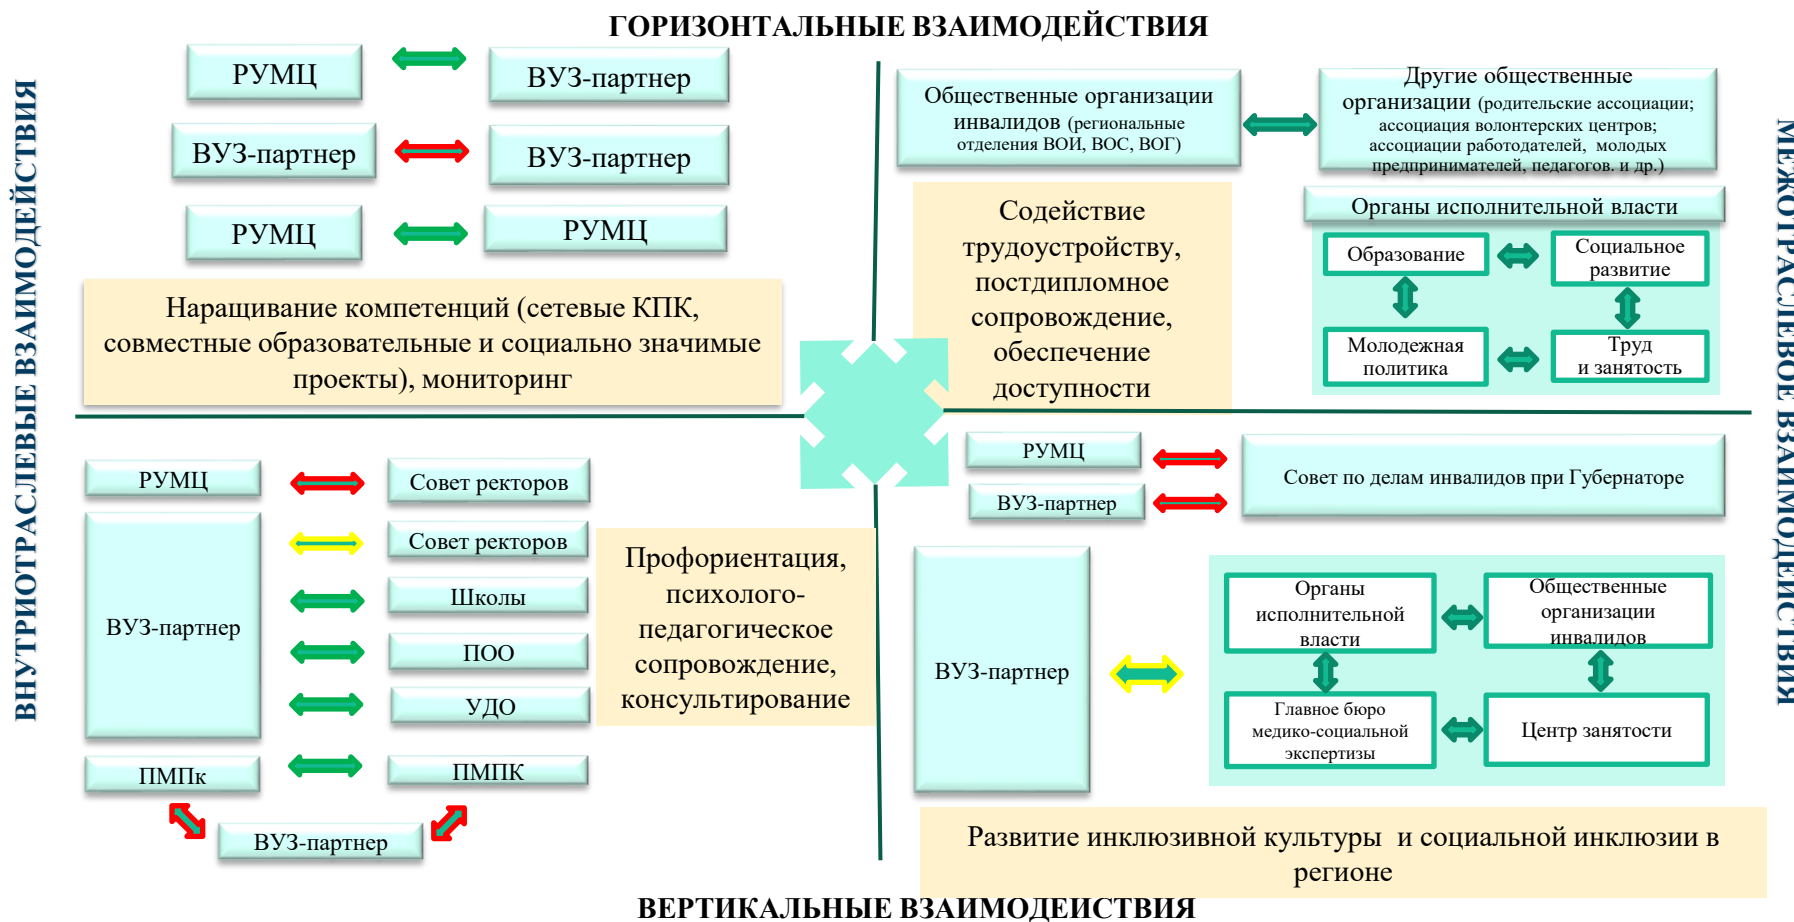 ГОРИЗОНТАЛЬНЫЕ ВЗАИМОДЕЙСТВИЯ
ВНУТРИОТРАСЛЕВЫЕ ВЗАИМОДЕЙСТВИЯ
РУМЦ
ВУЗ-партнер
ВУЗ-партнер
ВУЗ-партнер
РУМЦ
РУМЦ
Наращивание компетенций (сетевые КПК,
совместные образовательные и социально значимые
проекты), мониторинг
Общественные организации
инвалидов (региональные
отделения ВОИ, ВОС, ВОГ)
Другие общественные
организации (родительские ассоциации;
ассоциация волонтерских центров;
ассоциации работодателей, молодых
предпринимателей, педагогов. и др.)
Содействие
трудоустройству,
постдипломное
сопровождение,
обеспечение
доступности
Органы исполнительной власти
Образование
Социальное
развитие
Молодежная
политика
Труд
и занятость
МЕЖОТРАСЛЕВОЕ ВЗАИМОДЕЙСТВИЯ
РУМЦ
Совет ректоров
ВУЗ-партнер
Совет ректоров
Школы
ПОО
УДО
ПМПк
ПМПК
ВУЗ-партнер
Профориентация,
психолого-
педагогическое
сопровождение,
консультирование
РУМЦ
ВУЗ-партнер
Совет по делам инвалидов при Губернаторе
ВУЗ-партнер
Органы
исполнительной
власти
Общественные
организации
инвалидов
Главное бюро
медико-социальной
экспертизы
Центр занятости
Развитие инклюзивной культуры и социальной инклюзии в
регионе
ВЕРТИКАЛЬНЫЕ ВЗАИМОДЕИСТВИЯ